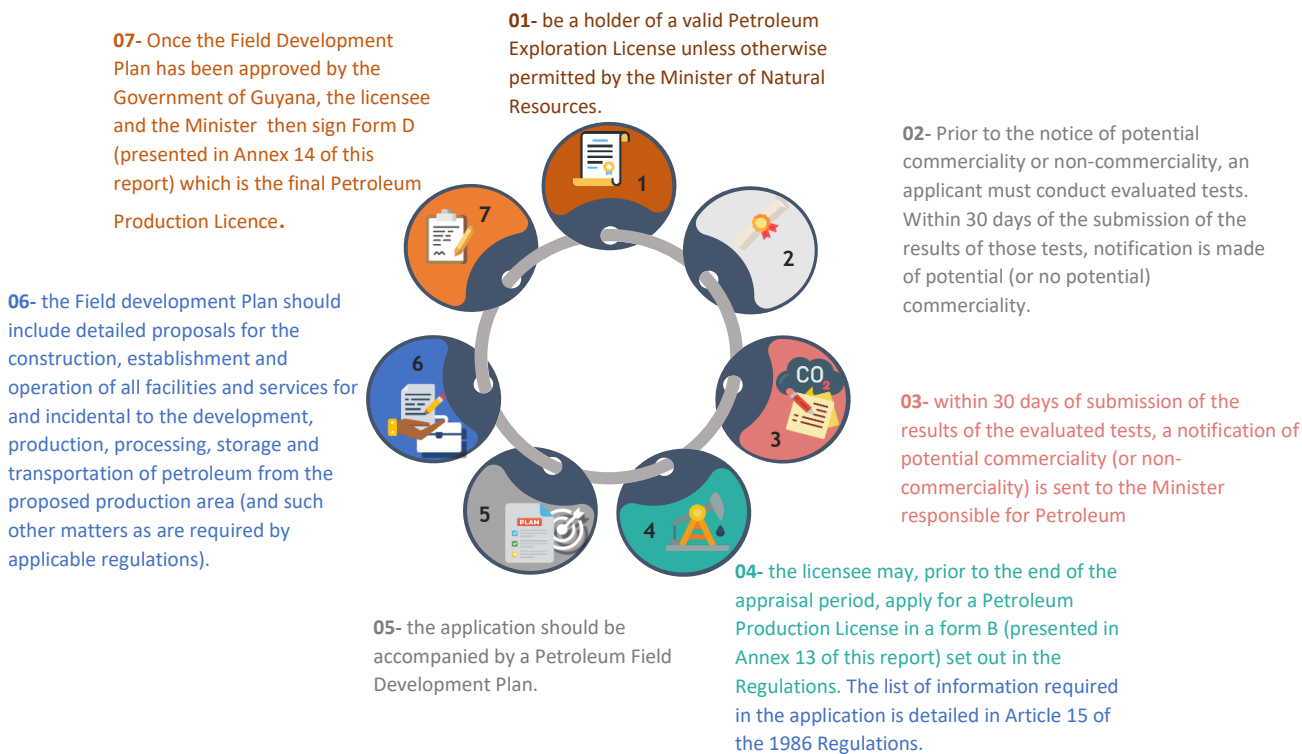 01- be a holder of a valid Petroleum
Exploration License unless otherwise
permitted by the Minister of Natural
Resources.
02- Prior to the notice of potential
commerciality or non-commerciality, an
applicant must conduct evaluated tests.
Within 30 days of the submission of the
results of those tests, notification is made
of potential (or no potential)
commerciality.
03- within 30 days of submission of the
results of the evaluated tests, a notification of
potential commerciality (or non-
commerciality) is sent to the Minister
responsible for Petroleum
04- the licensee may, prior to the end of the
appraisal period, apply for a Petroleum
Production License in a form B (presented in
Annex 13 of this report) set out in the
Regulations. The list of information required
in the application is detailed in Article 15 of
the 1986 Regulations.
05- the application should be
accompanied by a Petroleum Field
Development Plan.
06- the Field development Plan should
include detailed proposals for the
construction, establishment and
operation of all facilities and services for
and incidental to the development,
production, processing, storage and
transportation of petroleum from the
proposed production area (and such
other matters as are required by
applicable regulations).
07- Once the Field Development
Plan has been approved by the
Government of Guyana, the licensee
and the Minister then sign Form D
(presented in Annex 14 of this
report) which is the final Petroleum
Production Licence.
1
2
CO2
3
4
PLAN
5
6
7